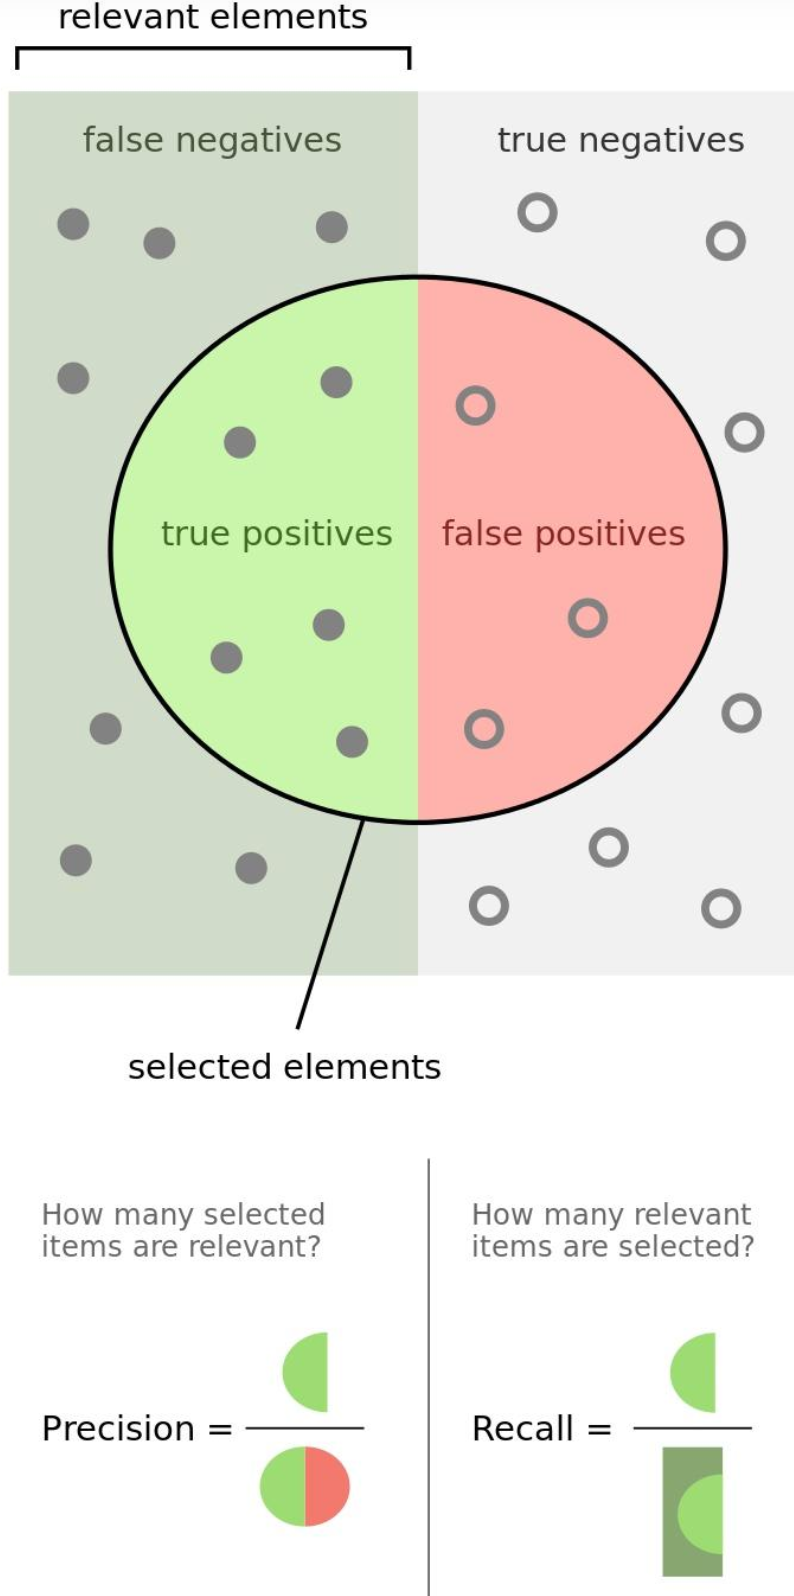 relevant elements
false negatives
true negatives
true positives
false positives
selected elements
How many selected
items are relevant?
Precision =
How many relevant
items are selected?
Recall =